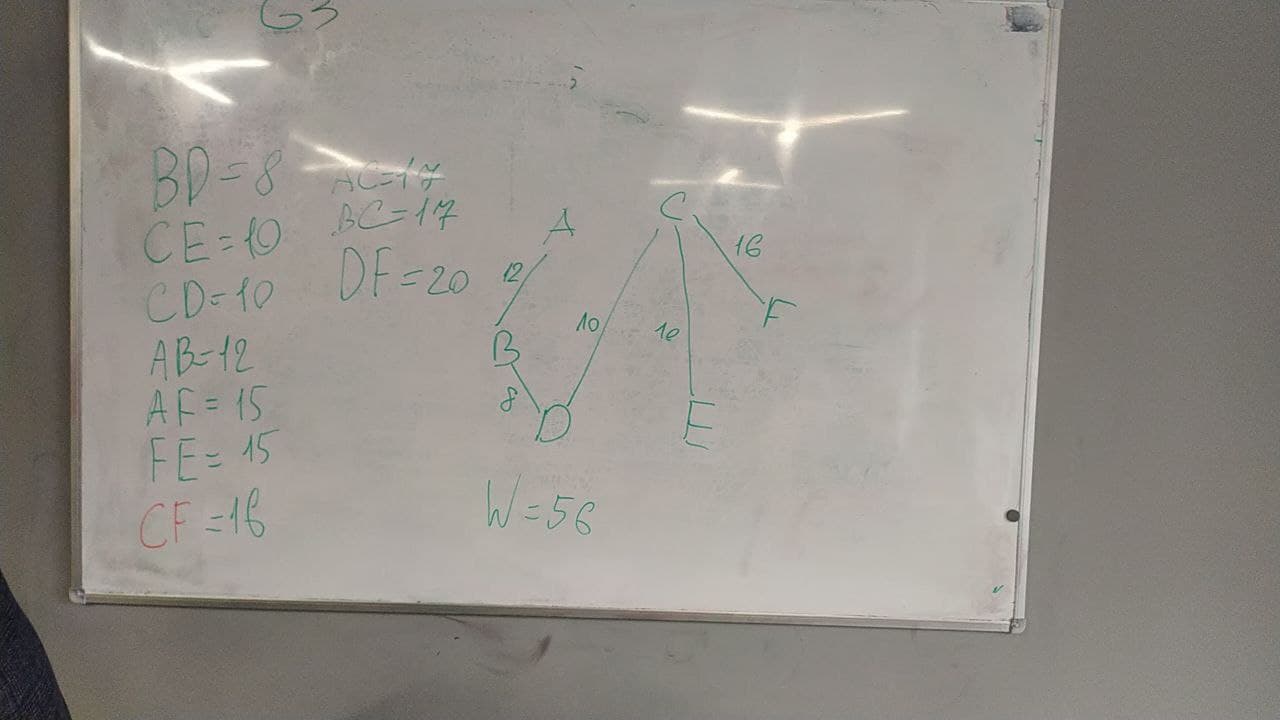 G3
BD = 8
CE = 10
CD = 10
AB = 12
AF = 15
FE = 15
CF = 16
AC = 17
BC = 17
DF = 20
A
C
16
12
F
10
10
B
8
D
E
W = 56